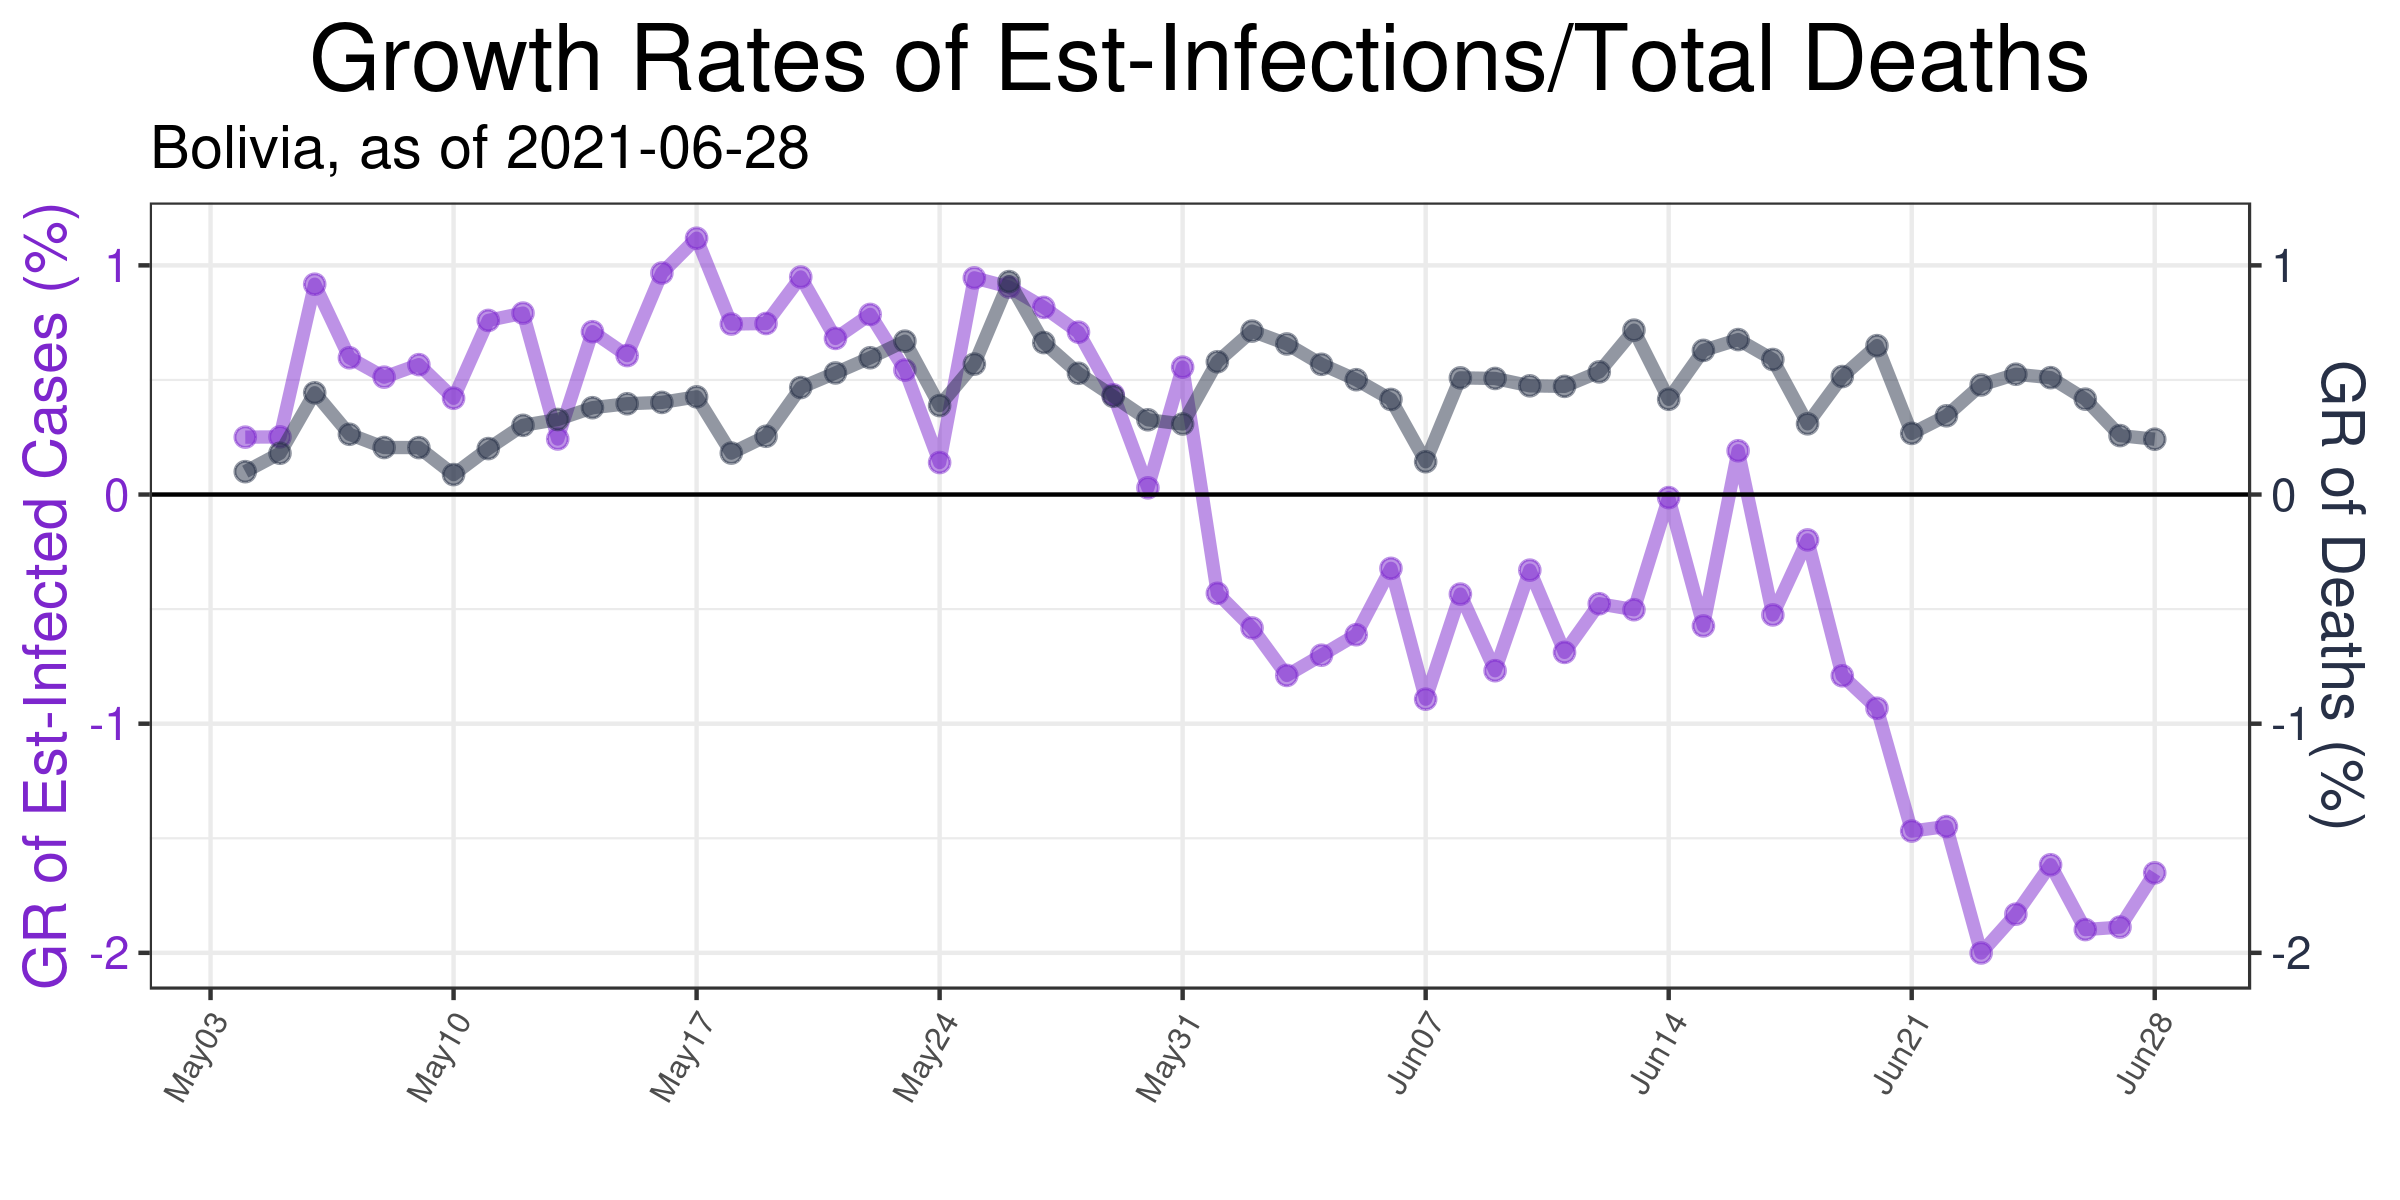 Growth Rates of Est-Infections/Total Deaths
Bolivia, as of 2021-06-28
GR of Est-Infected Cases (%)
1
0
-1
-2
1
0
-1
-2
GR of Deaths (%)
May03
May10
May17
May24
May31
Jun07
Jun14
Jun21
Jun28